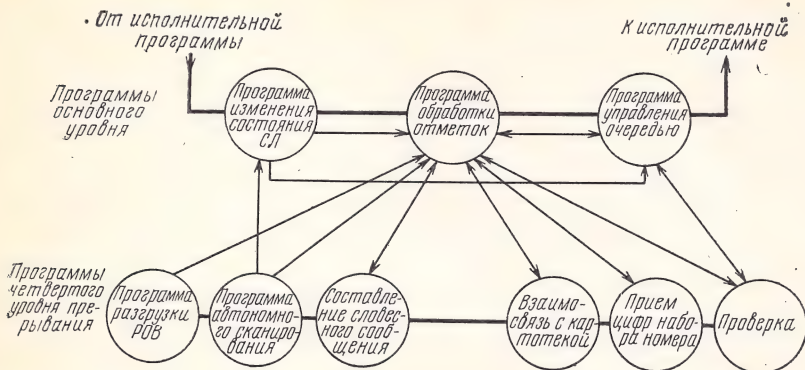 От исполнительной
программы
К исполнительной
программе
Программы
основного
уровня
Программа
изменения
состояния
СЛ
Программа
обработки
отметок
Программа
управления
очередью
Программы
четвертого
уровня пре-
рывания
Программа
разгрузки
РОВ
Программа
автономно-
го сканиро-
вания
Составле-
ние словес-
ного сооб-
щения
Взаимо-
связь с кар-
тотекой
Прием
цифр набо-
ра номера
Проверка